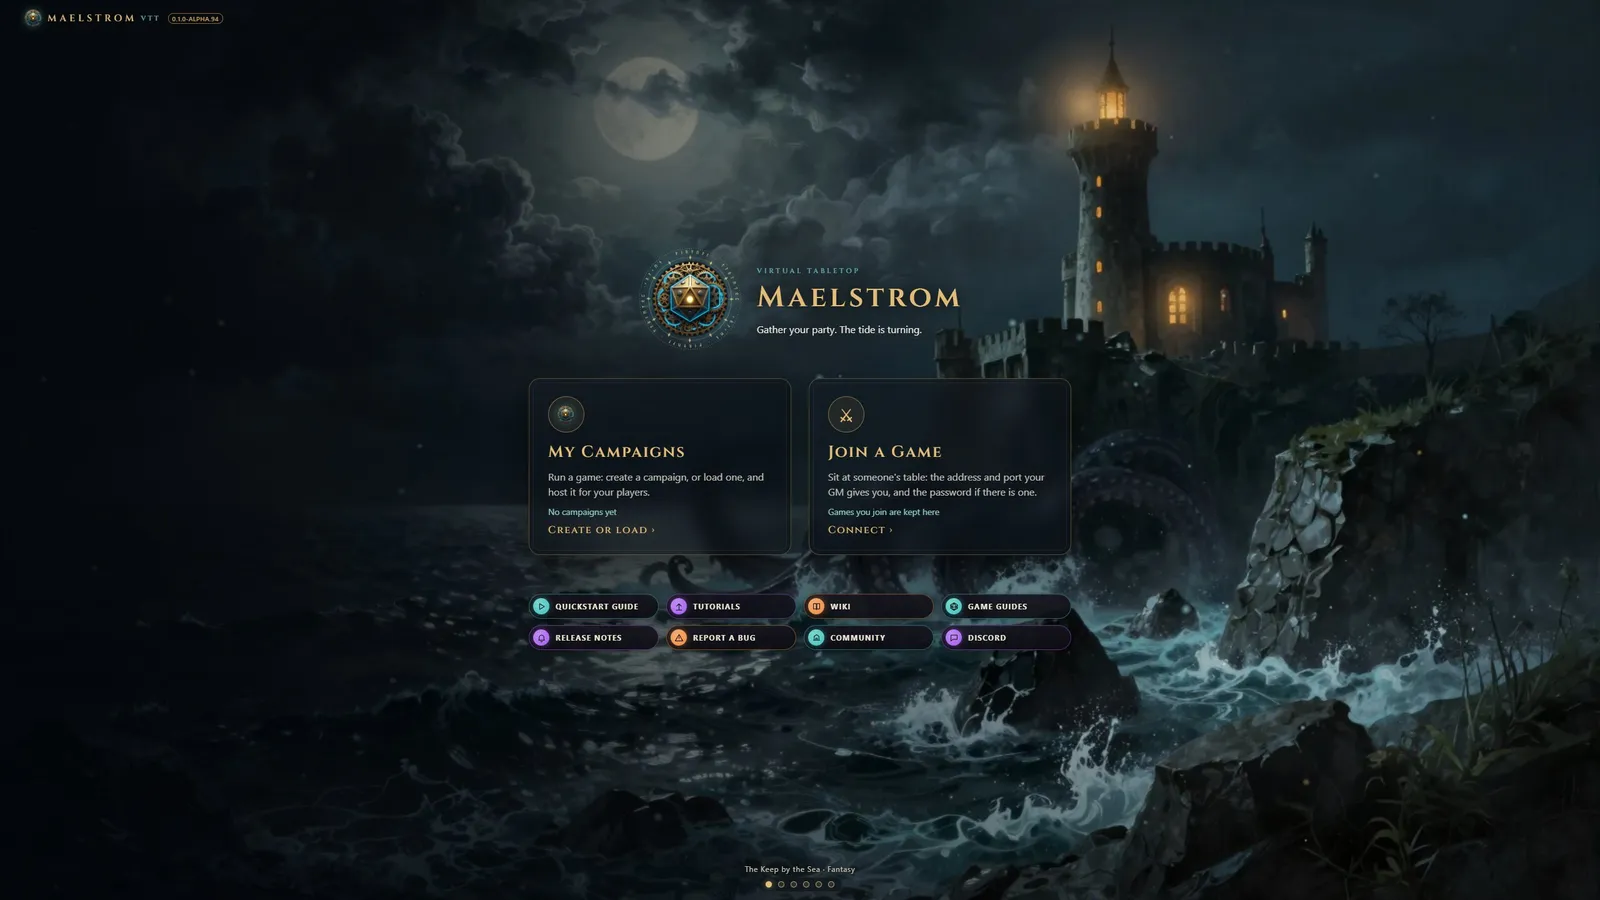 MAELSTROM VTT 0.1.0-ALPHA.94
VIRTUAL TABLETOP
MAELSTROM
Gather your party. The tide is turning.
MY CAMPAIGNS
Run a game: create a campaign, or load one, and
host it for your players.
No campaigns yet
CREATE OR LOAD ›
JOIN A GAME
Sit at someone's table: the address and port your
GM gives you, and the password if there is one.
Games you join are kept here
CONNECT ›
QUICKSTART GUIDE
TUTORIALS
WIKI
GAME GUIDES
RELEASE NOTES
REPORT A BUG
COMMUNITY
DISCORD
The Keep by the Sea · Fantasy